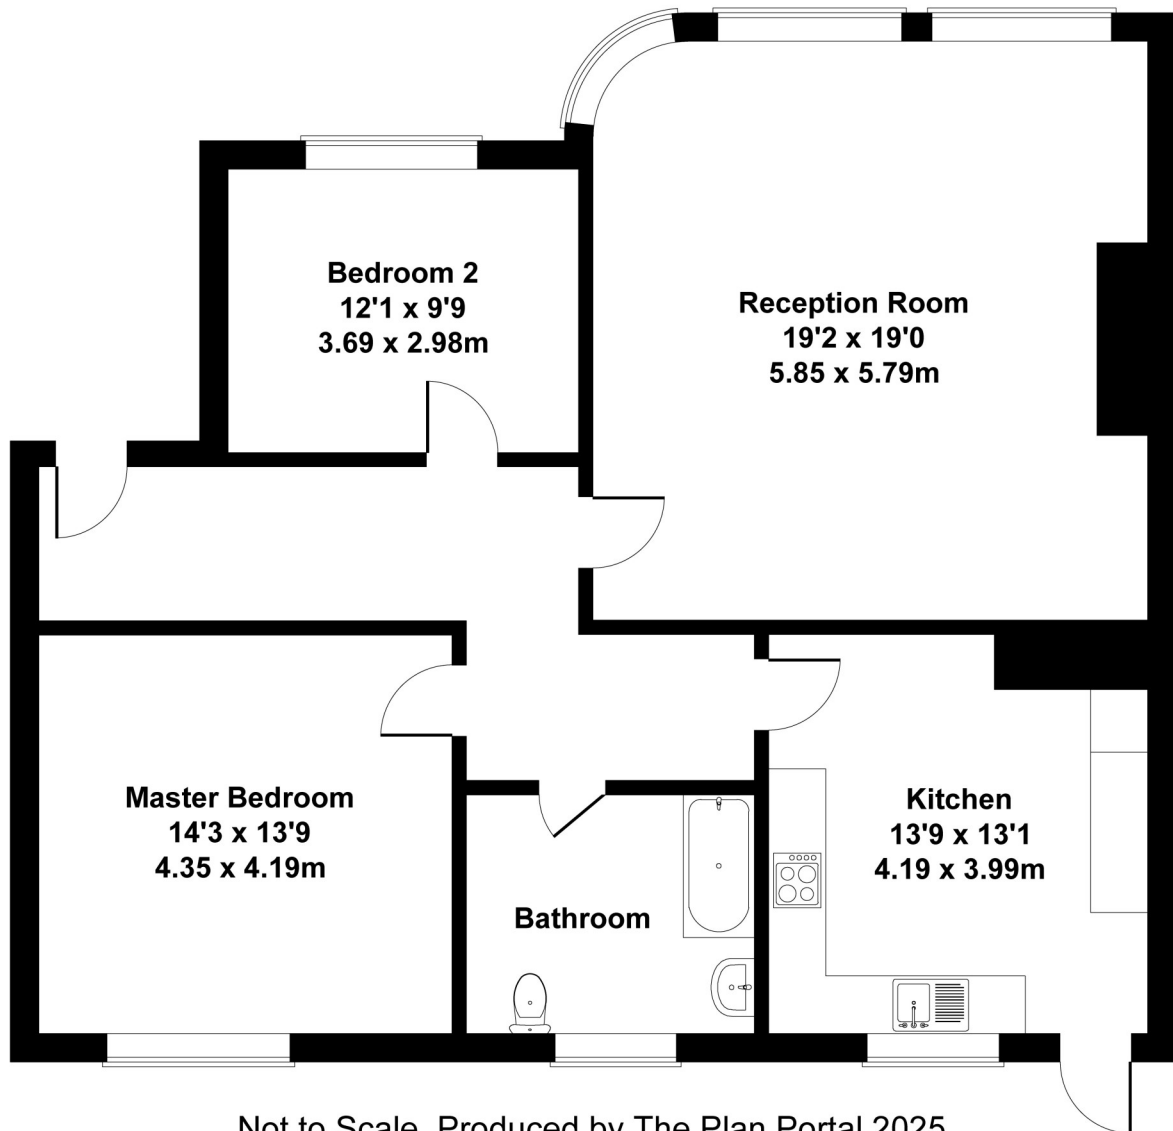 Bedroom 2
12'1 x 9'9
3.69 x 2.98m
Reception Room
19'2 x 19'0
5.85 x 5.79m
Master Bedroom
14'3 x 13'9
4.35 x 4.19m
Bathroom
Kitchen
13'9 x 13'1
4.19 x 3.99m
Not to Scale. Produced by The Plan Portal 2025